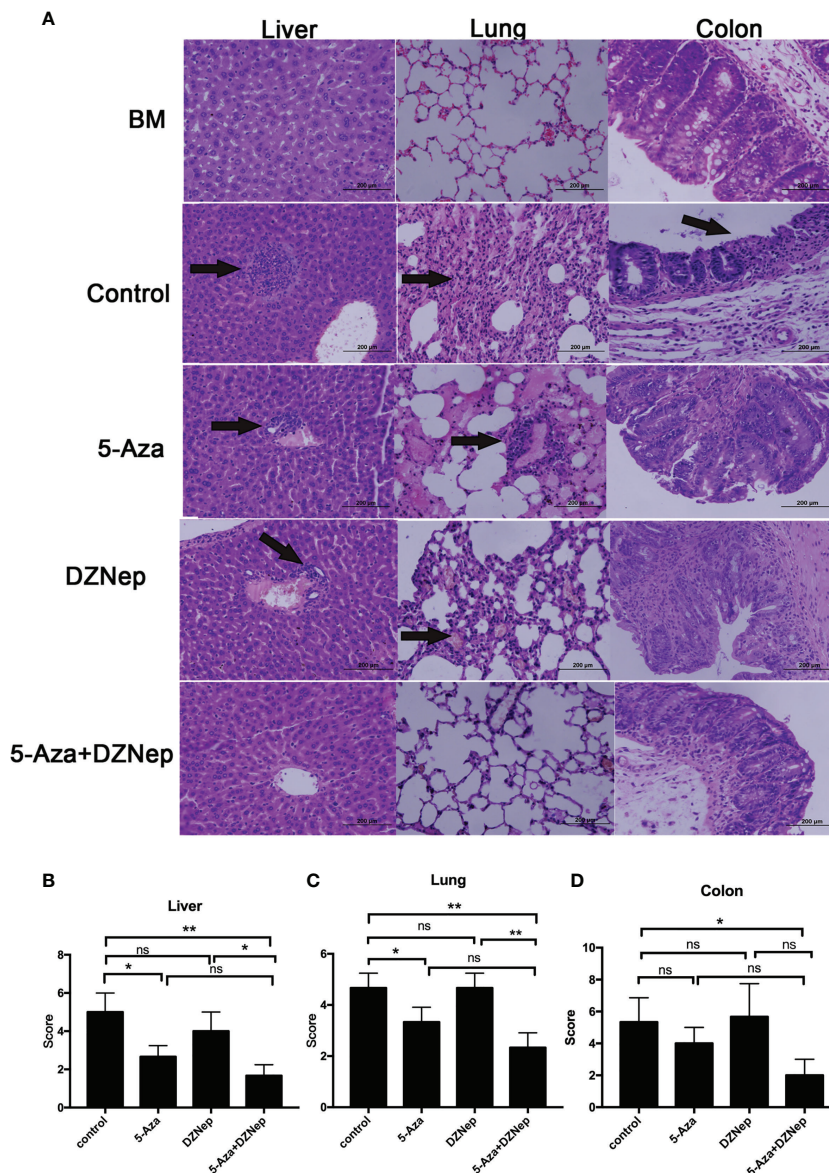 A
Liver Lung Colon
BM
200 µm 200 µm 200 µm
Control
200 µm 200 µm 200 µm
5-Aza
200 µm 200 µm 200 µm
DZNep
200 µm 200 µm 200 µm
5-Aza+DZNep
200 µm 200 µm 200 µm
B
Liver
**
ns *
* ns
8
6
4
2
0
Score
control 5-Aza DZNep 5-Aza+DZNep
C
Lung
**
ns **
* ns
6
4
2
0
Score
control 5-Aza DZNep 5-Aza+DZNep
D
Colon
*
ns ns
ns ns
10
8
6
4
2
0
Score
control 5-Aza DZNep 5-Aza+DZNep